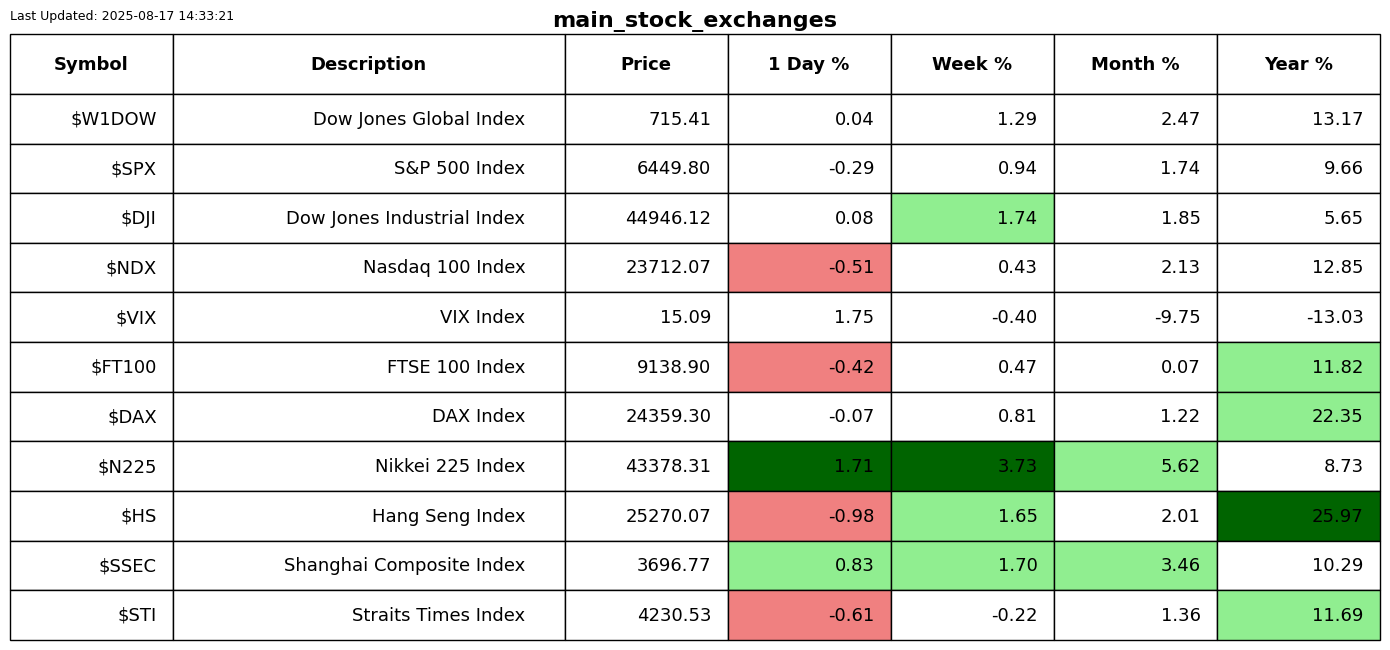 Last Updated: 2025-08-17 14:33:21
main_stock_exchanges
Symbol Description Price 1 Day % Week % Month % Year %
$W1DOW Dow Jones Global Index 715.41 0.04 1.29 2.47 13.17
$SPX S&P 500 Index 6449.80 -0.29 0.94 1.74 9.66
$DJI Dow Jones Industrial Index 44946.12 0.08 1.74 1.85 5.65
$NDX Nasdaq 100 Index 23712.07 -0.51 0.43 2.13 12.85
$VIX VIX Index 15.09 1.75 -0.40 -9.75 -13.03
$FT100 FTSE 100 Index 9138.90 -0.42 0.47 0.07 11.82
$DAX DAX Index 24359.30 -0.07 0.81 1.22 22.35
$N225 Nikkei 225 Index 43378.31 1.71 3.73 5.62 8.73
$HS Hang Seng Index 25270.07 -0.98 1.65 2.01 25.97
$SSEC Shanghai Composite Index 3696.77 0.83 1.70 3.46 10.29
$STI Straits Times Index 4230.53 -0.61 -0.22 1.36 11.69